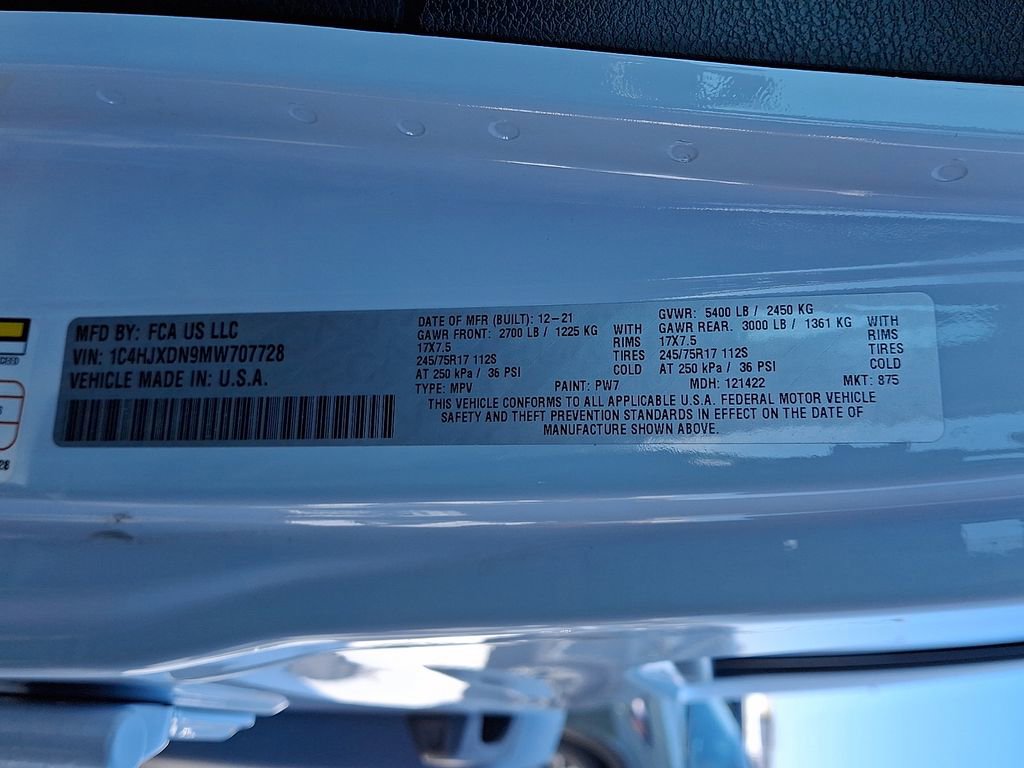 MFD BY: FCA US LLC
VIN: 1C4HJXDN9MW707728
VEHICLE MADE IN: U.S.A.
DATE OF MFR (BUILT): 12-21
GAWR FRONT: 2700 LB / 1225 KG WITH
17X7.5 RIMS
245/75R17 112S TIRES
AT 250 kPa / 36 PSI COLD
GVWR: 5400 LB / 2450 KG
GAWR REAR: 3000 LB / 1361 KG WITH
17X7.5 RIMS
245/75R17 112S TIRES
AT 250 kPa / 36 PSI COLD
TYPE: MPV PAINT: PW7 MDH: 121422 MKT: 875
THIS VEHICLE CONFORMS TO ALL APPLICABLE U.S.A. FEDERAL MOTOR VEHICLE
SAFETY AND THEFT PREVENTION STANDARDS IN EFFECT ON THE DATE OF
MANUFACTURE SHOWN ABOVE.